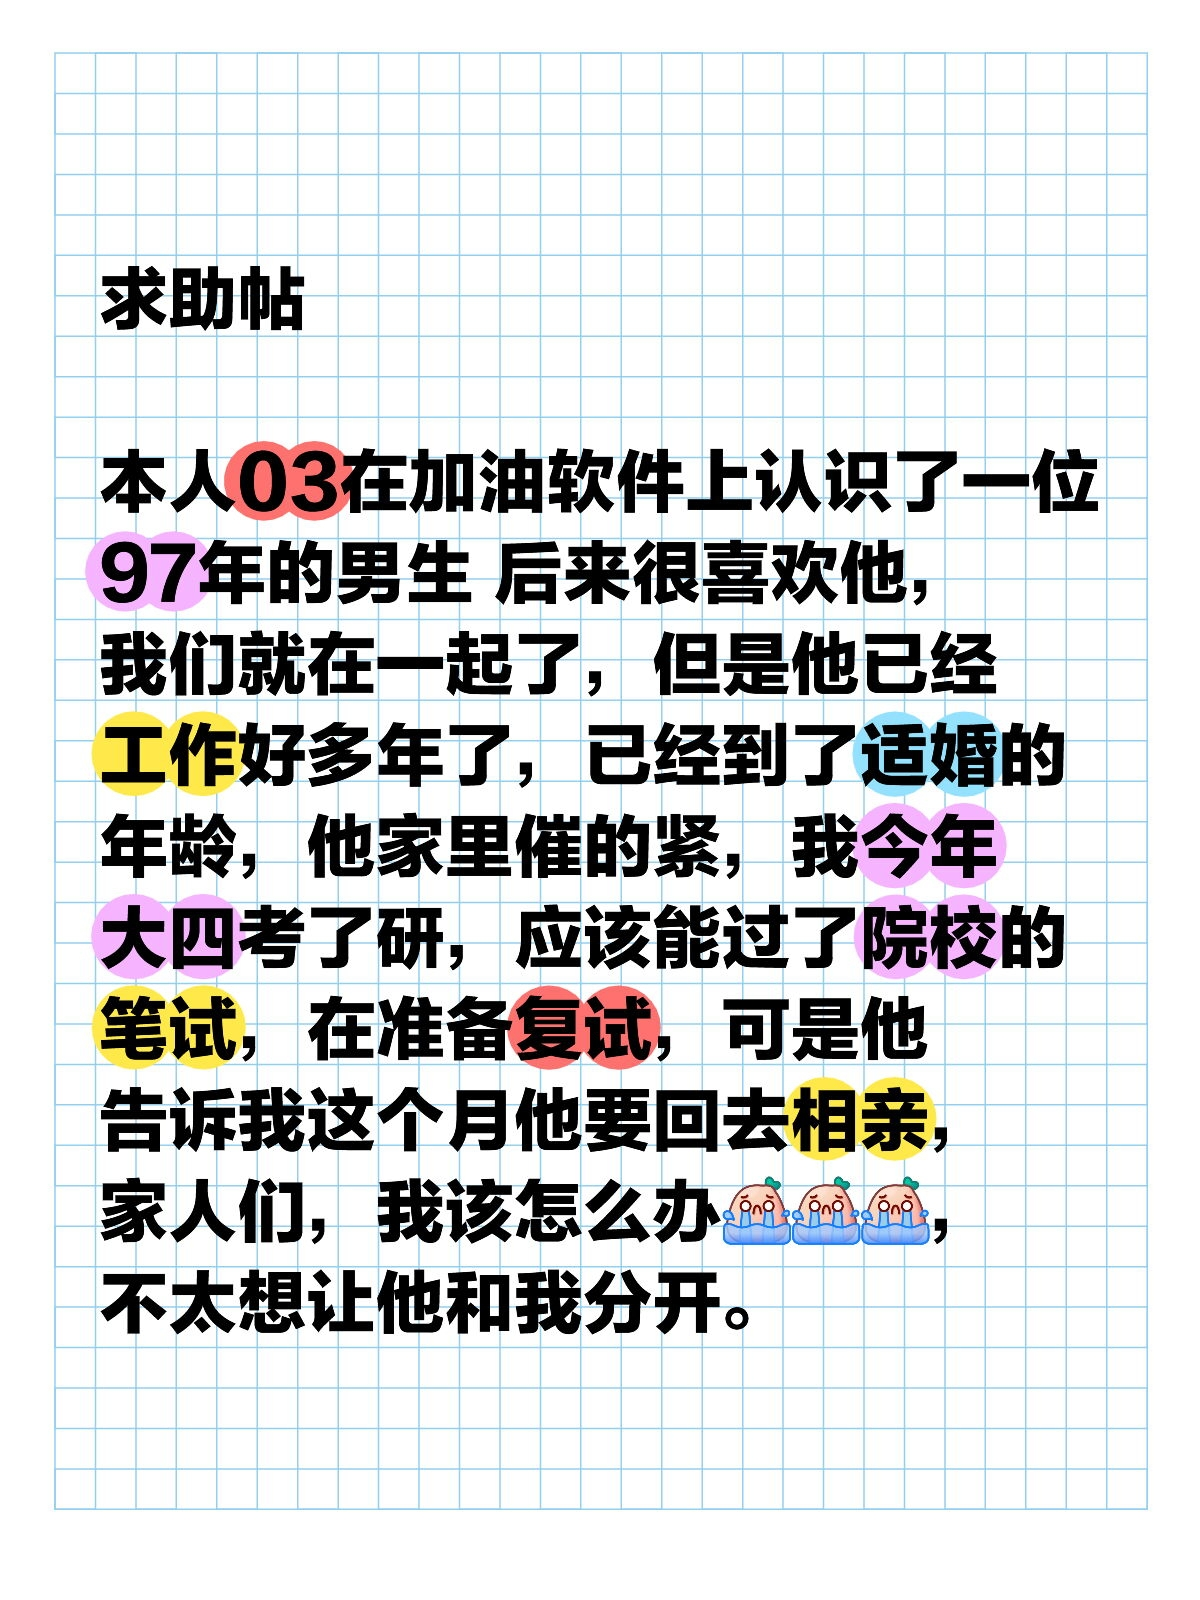 求助帖
本人03在加油软件上认识了一位
97年的男生 后来很喜欢他，
我们就在一起了，但是他已经
工作好多年了，已经到了适婚的
年龄，他家里催的紧，我今年
大四考了研，应该能过了院校的
笔试，在准备复试，可是他
告诉我这个月他要回去相亲，
家人们，我该怎么办，
不太想让他和我分开。